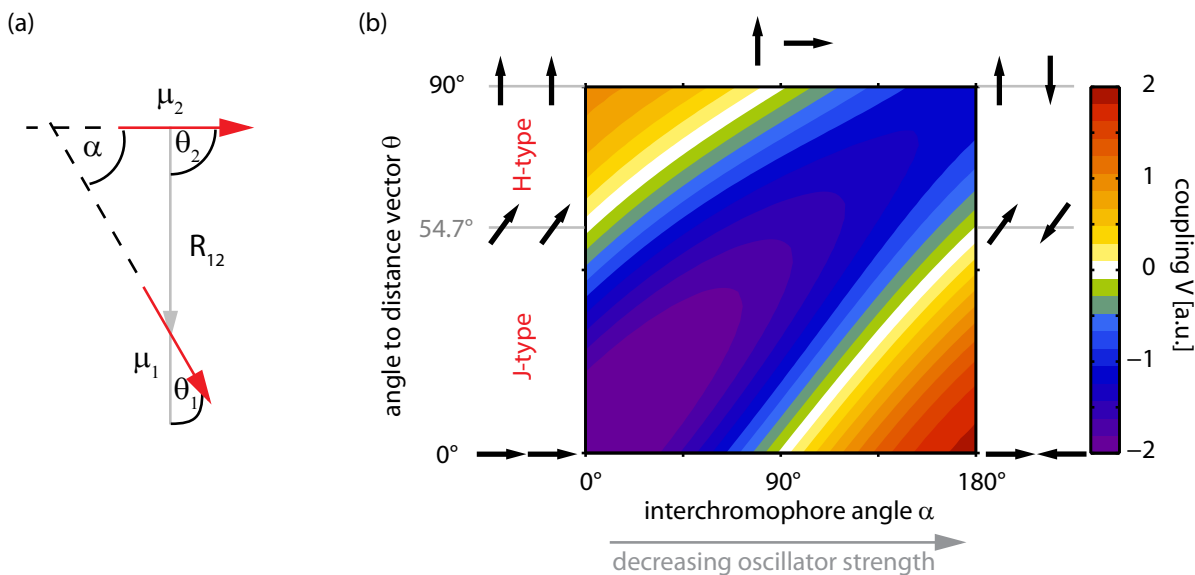 (a)
μ₂
α
θ₂
R₁₂
μ₁
θ₁
(b)
90°
54.7°
0°
angle to distance vector θ
H-type
J-type
0°
90°
180°
interchromophore angle α
decreasing oscillator strength
2
1
0
−1
−2
coupling V [a.u.]